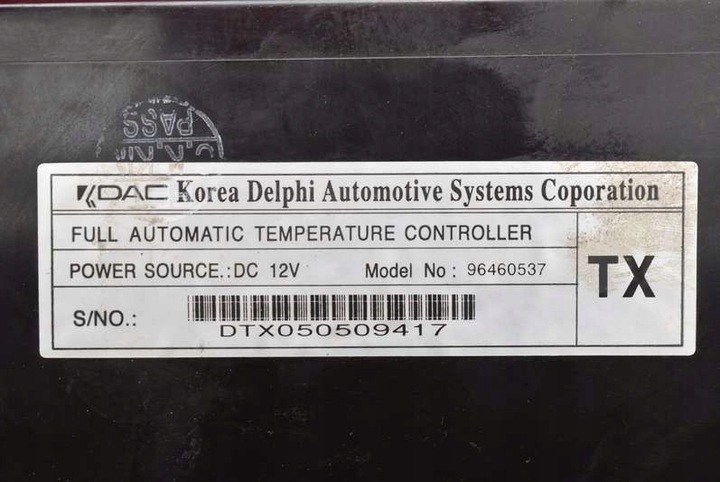 PASS
KDAC Korea Delphi Automotive Systems Coporation
FULL AUTOMATIC TEMPERATURE CONTROLLER
POWER SOURCE.:DC 12V Model No : 96460537
TX
S/NO.:
DTX050509417